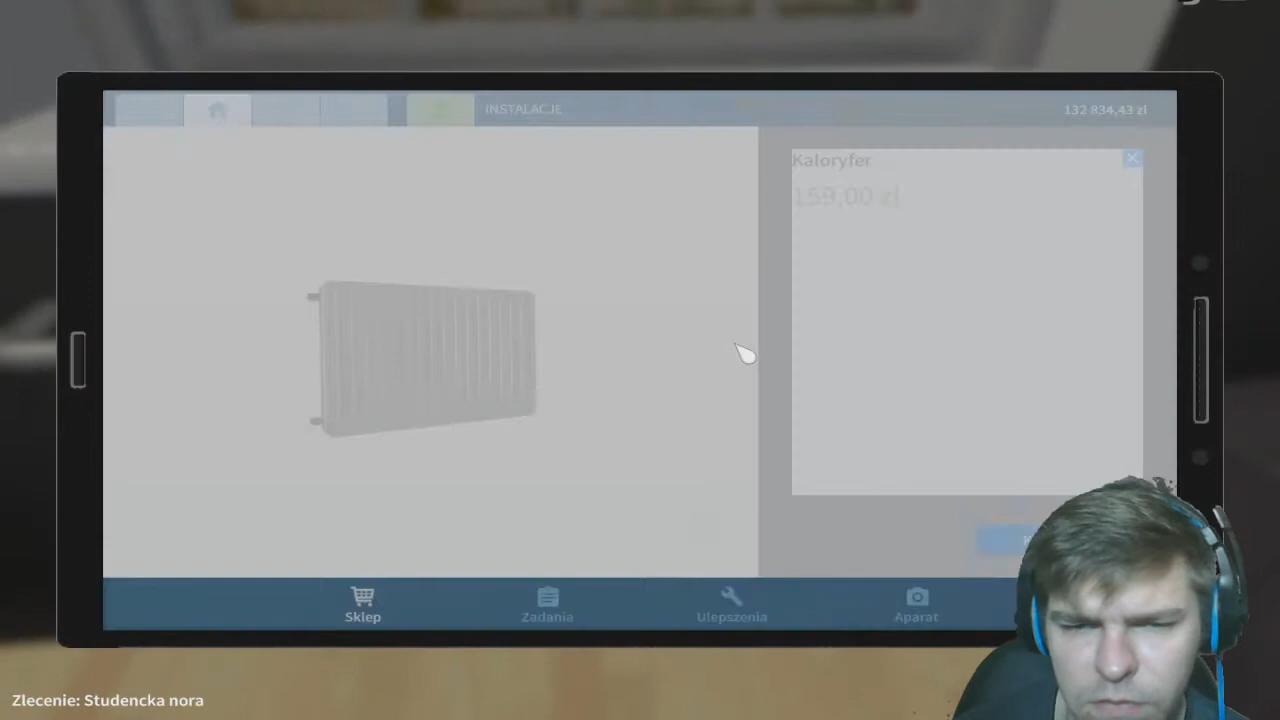 INSTALACJE
132 834,43 zł
Kaloryfer
159,00 zł
Sklep
Zadania
Ulepszenia
Aparat
Zlecenie: Studencka nora